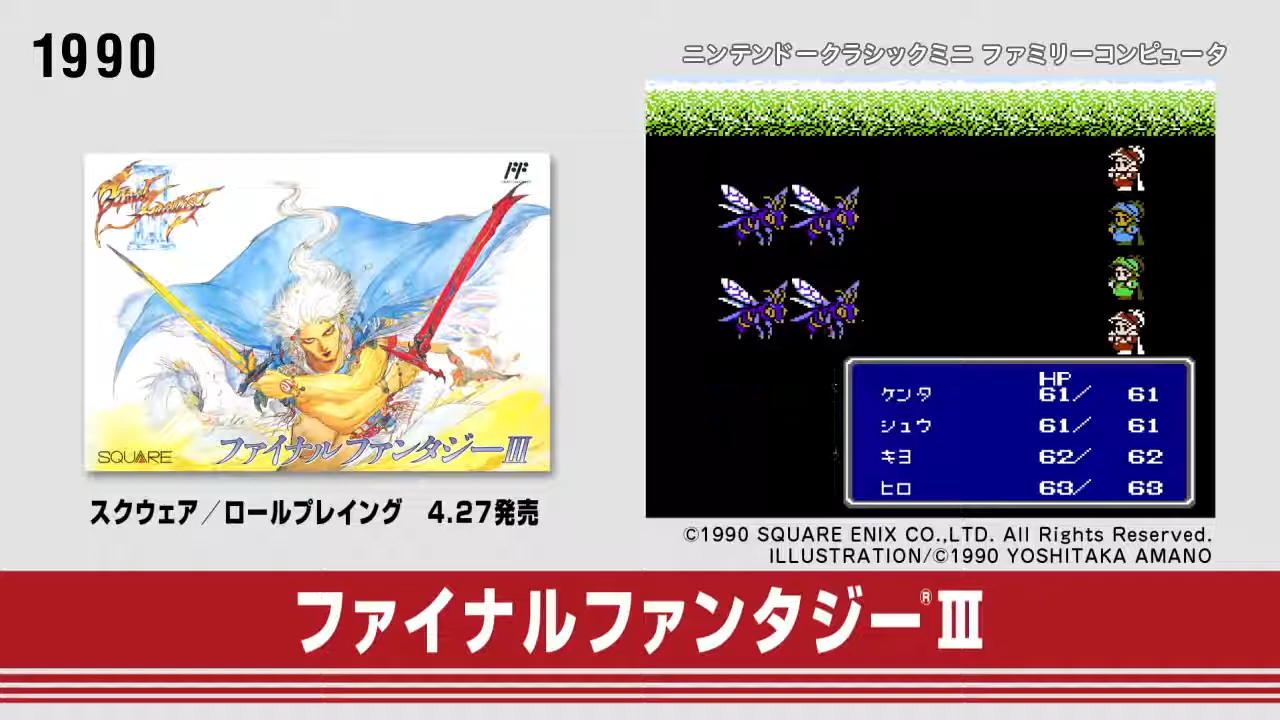 1990
ニンテンドークラシックミニ ファミリーコンピュータ
FINAL FANTASY III
FF
SQUARE
ファイナルファンタジーIII
スクウェア／ロールプレイング 4.27発売
HP
ケンタ 61/ 61
シュウ 61/ 61
キヨ 62/ 62
ヒロ 63/ 63
©1990 SQUARE ENIX CO.,LTD. All Rights Reserved.
ILLUSTRATION/©1990 YOSHITAKA AMANO
ファイナルファンタジー®III